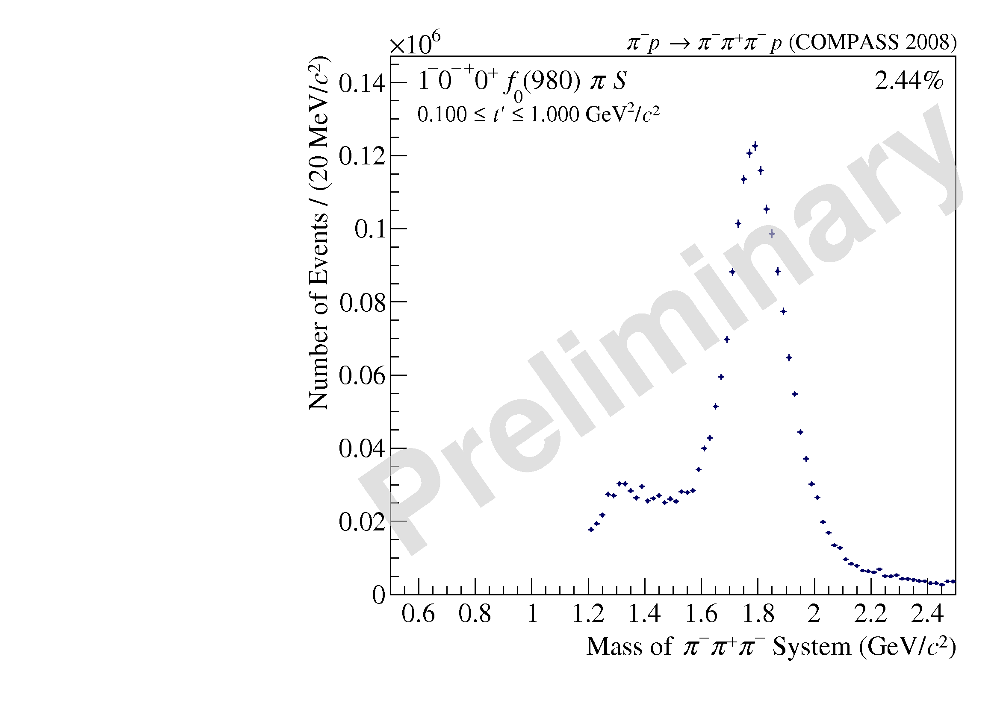 ×10⁶
π⁻p → π⁻π⁺π⁻ p (COMPASS 2008)
1⁻0⁻⁺0⁺ f₀(980) π S
2.44%
0.100 ≤ t′ ≤ 1.000 GeV²/c²
Number of Events / (20 MeV/c²)
0.14
0.12
0.1
0.08
0.06
0.04
0.02
0
Preliminary
0.6 0.8 1 1.2 1.4 1.6 1.8 2 2.2 2.4
Mass of π⁻π⁺π⁻ System (GeV/c²)